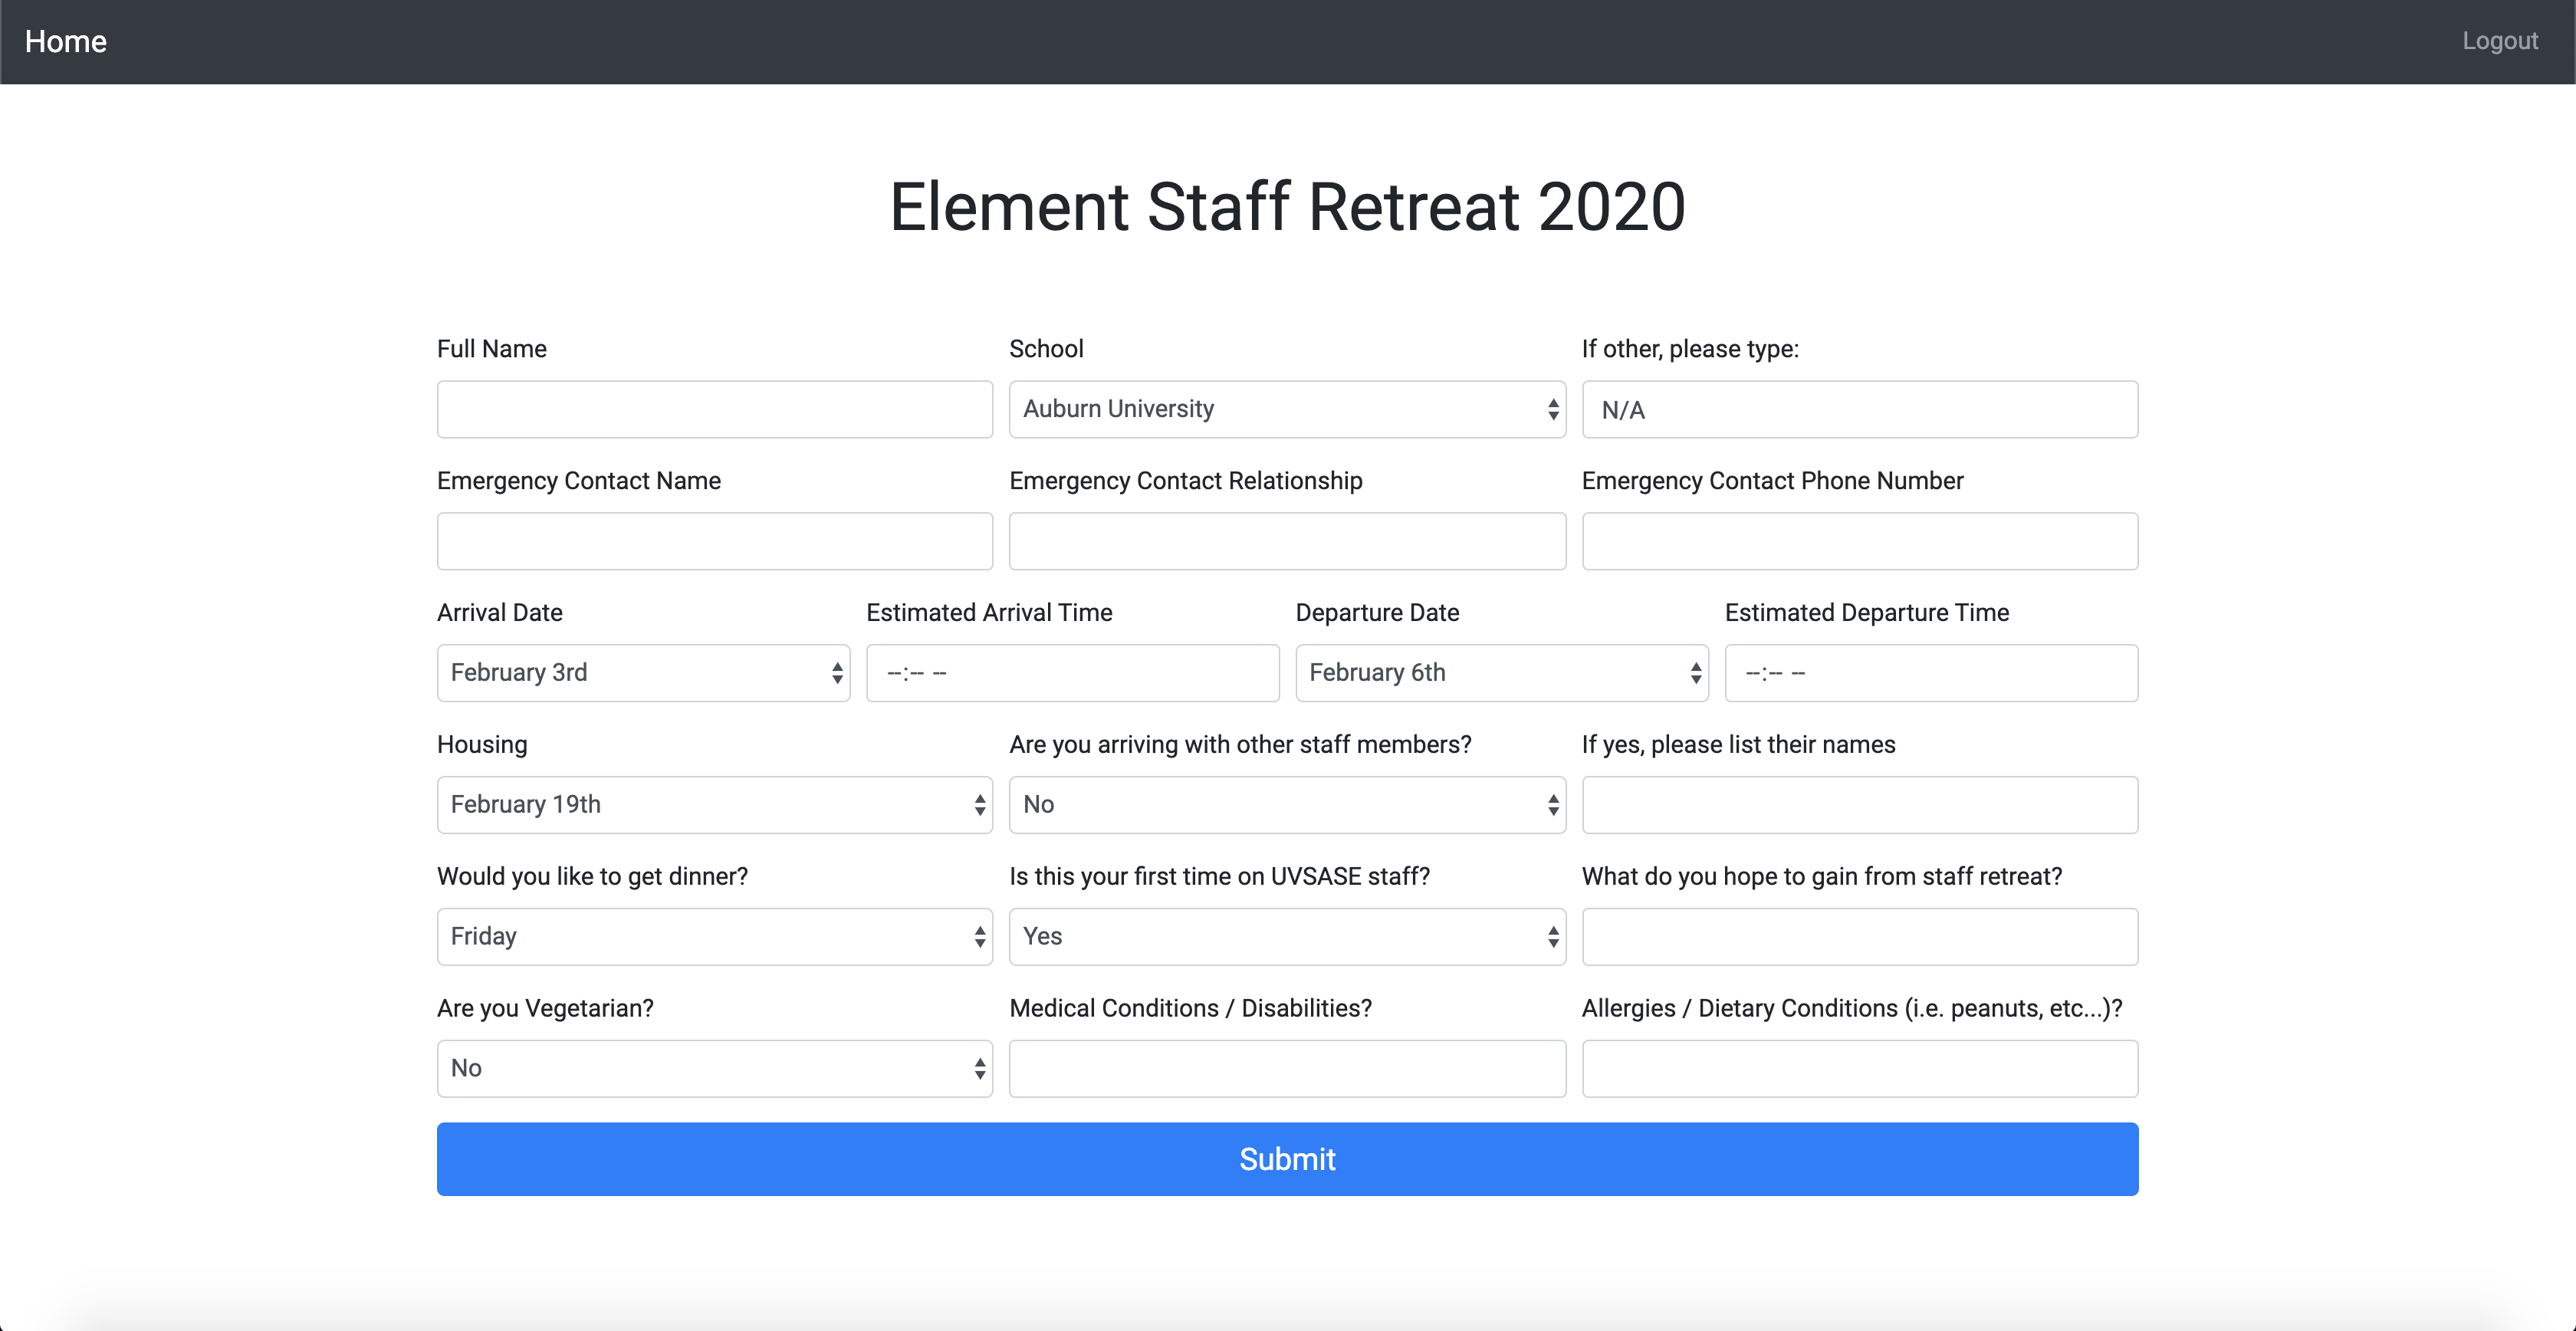 Home Logout
Element Staff Retreat 2020
Full Name School If other, please type:
Auburn University N/A
Emergency Contact Name Emergency Contact Relationship Emergency Contact Phone Number
Arrival Date Estimated Arrival Time Departure Date Estimated Departure Time
February 3rd --:-- -- February 6th --:-- --
Housing Are you arriving with other staff members? If yes, please list their names
February 19th No
Would you like to get dinner? Is this your first time on UVSASE staff? What do you hope to gain from staff retreat?
Friday Yes
Are you Vegetarian? Medical Conditions / Disabilities? Allergies / Dietary Conditions (i.e. peanuts, etc...)?
No
Submit